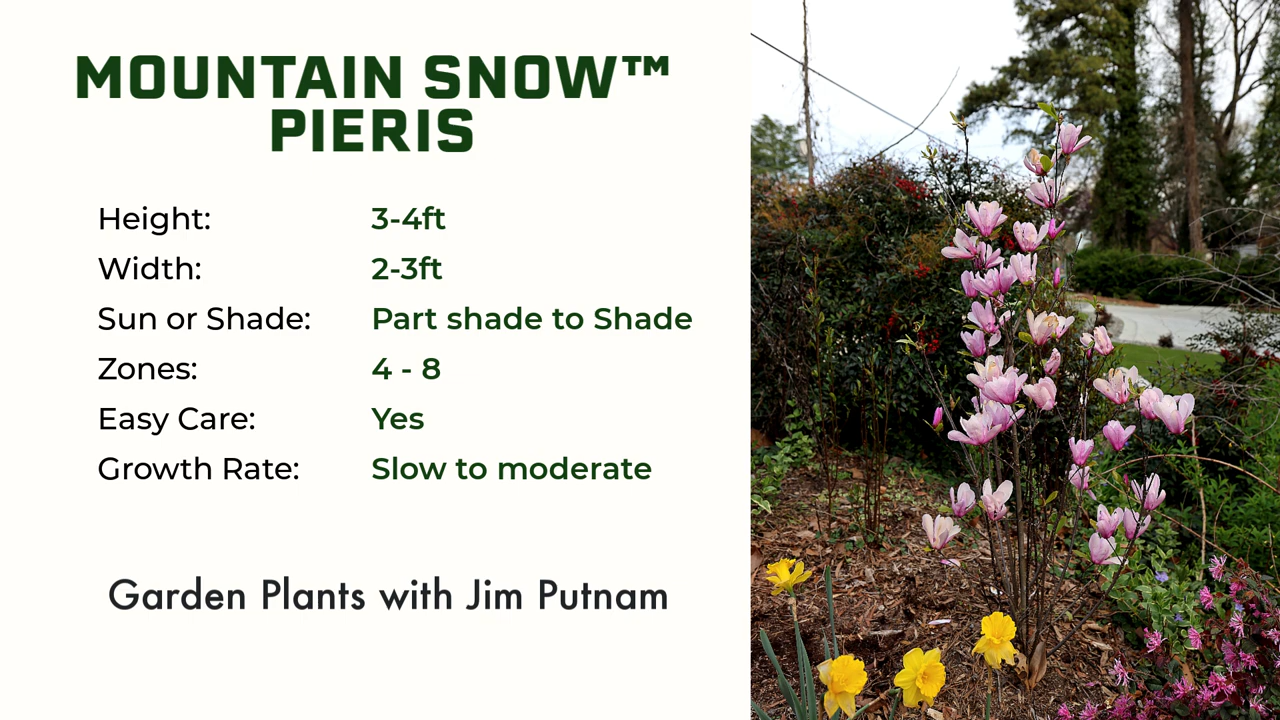 MOUNTAIN SNOW™
PIERIS
Height: 3-4ft
Width: 2-3ft
Sun or Shade: Part shade to Shade
Zones: 4 - 8
Easy Care: Yes
Growth Rate: Slow to moderate
Garden Plants with Jim Putnam